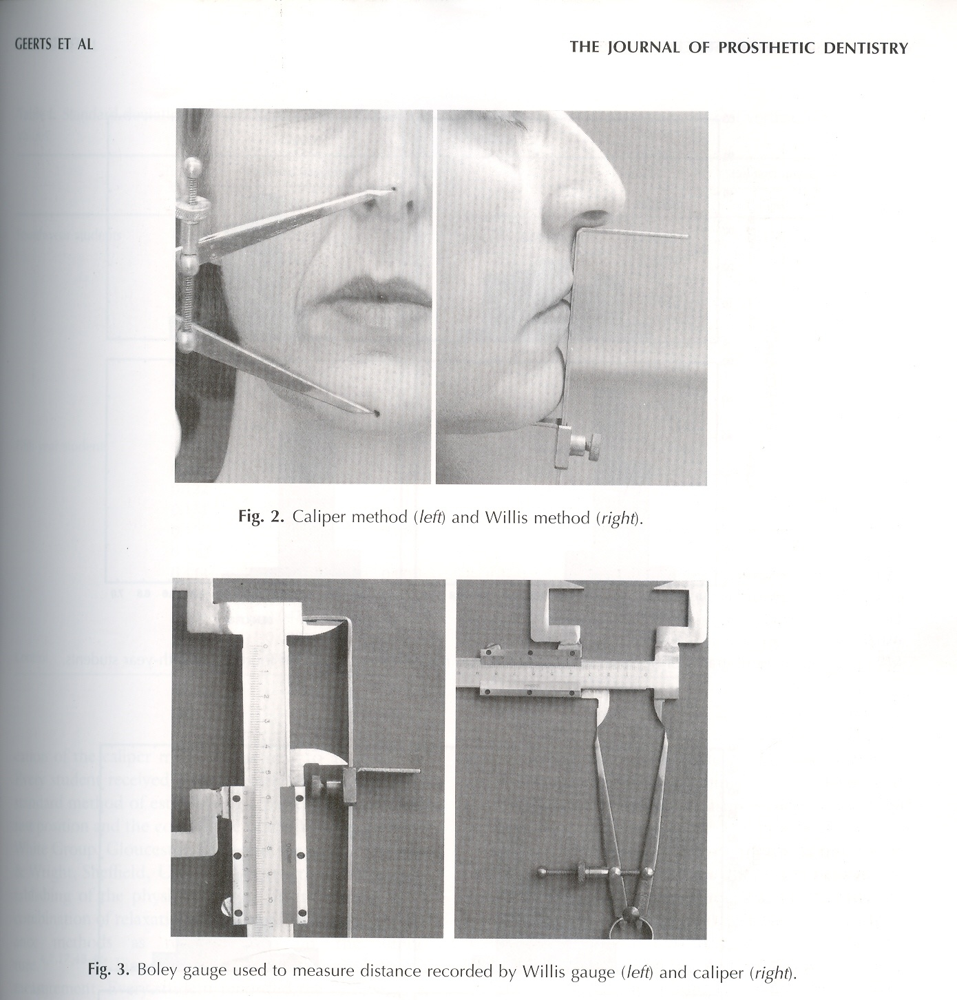 GEERTS ET AL
THE JOURNAL OF PROSTHETIC DENTISTRY
Fig. 2. Caliper method (left) and Willis method (right).
Fig. 3. Boley gauge used to measure distance recorded by Willis gauge (left) and caliper (right).